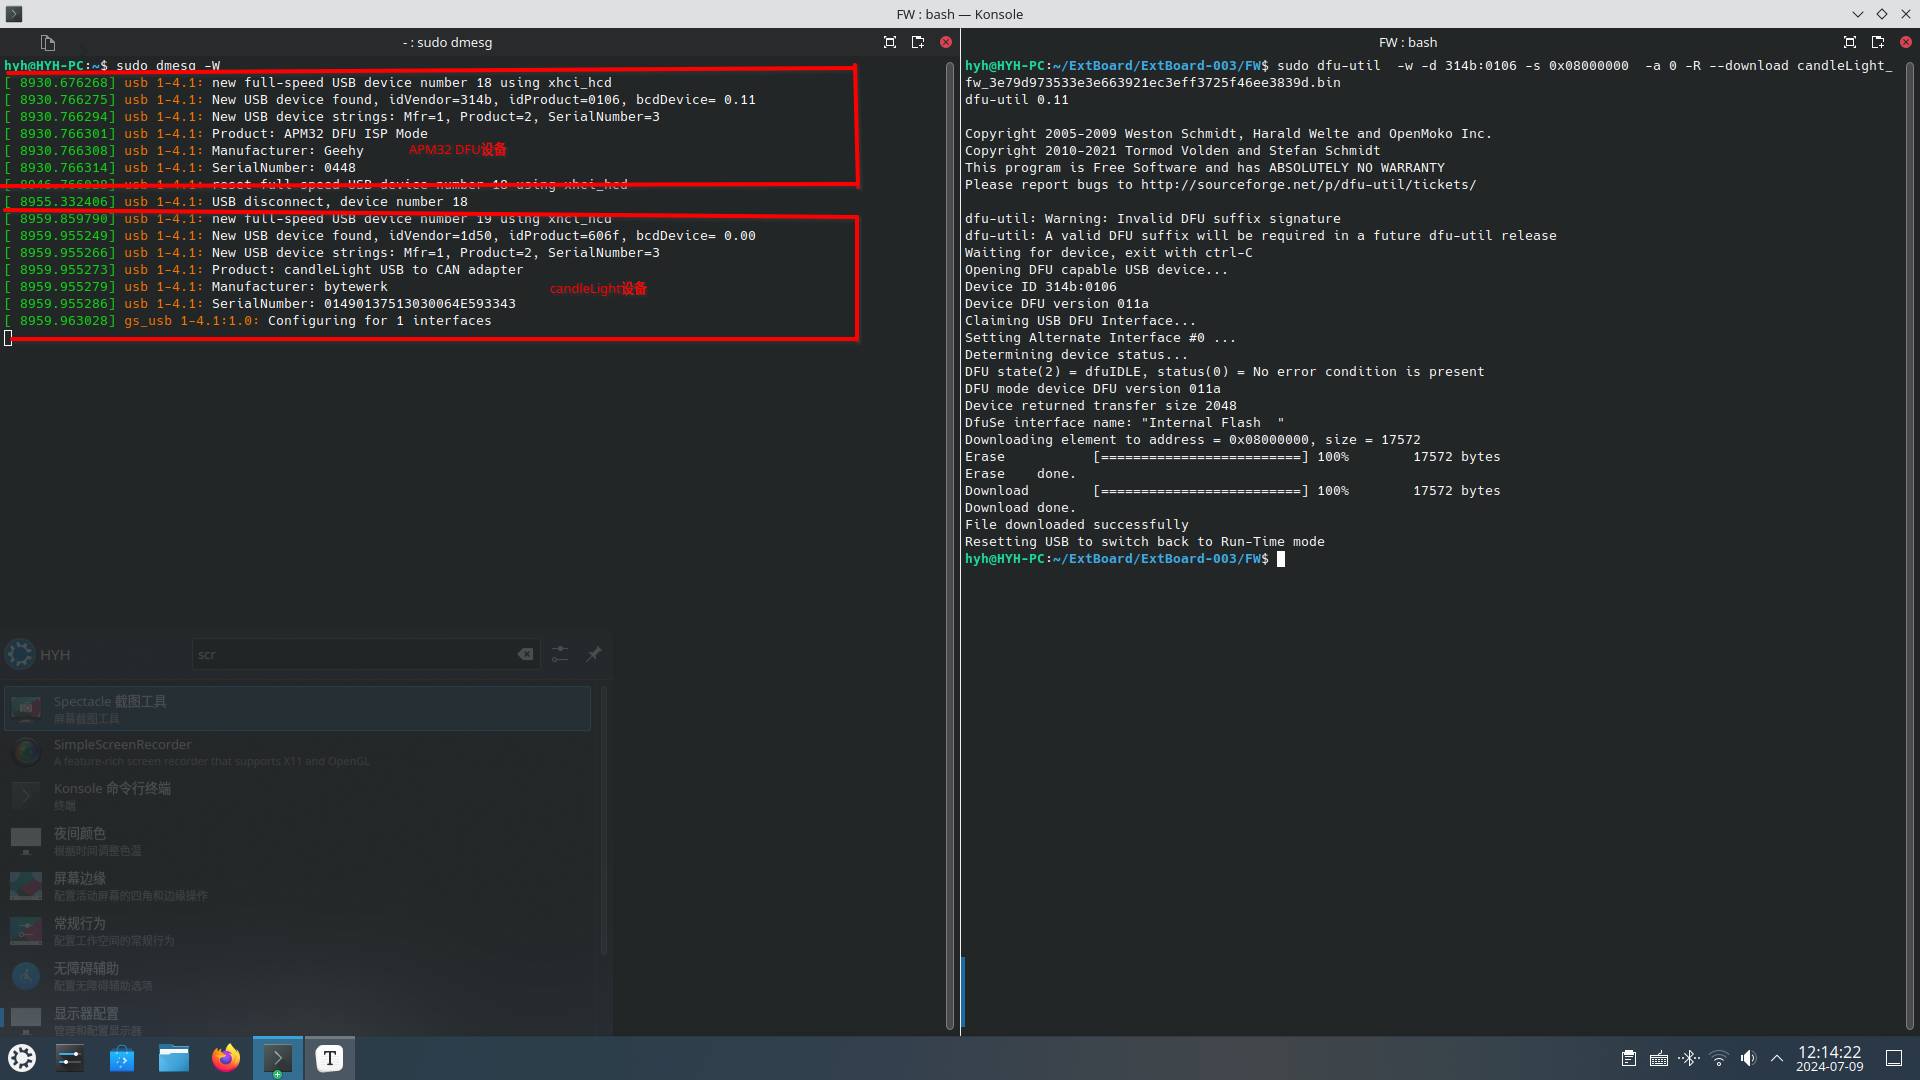 FW : bash — Konsole
- : sudo dmesg
hyh@HYH-PC:~$ sudo dmesg -W
[ 8930.676268] usb 1-4.1: new full-speed USB device number 18 using xhci_hcd
[ 8930.766275] usb 1-4.1: New USB device found, idVendor=314b, idProduct=0106, bcdDevice= 0.11
[ 8930.766294] usb 1-4.1: New USB device strings: Mfr=1, Product=2, SerialNumber=3
[ 8930.766301] usb 1-4.1: Product: APM32 DFU ISP Mode
[ 8930.766308] usb 1-4.1: Manufacturer: Geehy
APM32 DFU设备
[ 8930.766314] usb 1-4.1: SerialNumber: 0448
[ 8946.766828] usb 1-4.1: reset full-speed USB device number 18 using xhci_hcd
[ 8955.332406] usb 1-4.1: USB disconnect, device number 18
[ 8959.859790] usb 1-4.1: new full-speed USB device number 19 using xhci_hcd
[ 8959.955249] usb 1-4.1: New USB device found, idVendor=1d50, idProduct=606f, bcdDevice= 0.00
[ 8959.955266] usb 1-4.1: New USB device strings: Mfr=1, Product=2, SerialNumber=3
[ 8959.955273] usb 1-4.1: Product: candleLight USB to CAN adapter
[ 8959.955279] usb 1-4.1: Manufacturer: bytewerk
candleLight设备
[ 8959.955286] usb 1-4.1: SerialNumber: 01490137513030064E593343
[ 8959.963028] gs_usb 1-4.1:1.0: Configuring for 1 interfaces
HYH
scr
Spectacle 截图工具
屏幕截图工具
SimpleScreenRecorder
A feature-rich screen recorder that supports X11 and OpenGL
Konsole 命令行终端
终端
夜间颜色
根据时间调整色温
屏幕边缘
配置活动屏幕的四角和边缘操作
常规行为
配置工作空间的常规行为
无障碍辅助
配置无障碍辅助选项
显示器配置
管理和配置显示器
FW : bash
hyh@HYH-PC:~/ExtBoard/ExtBoard-003/FW$ sudo dfu-util  -w -d 314b:0106 -s 0x08000000  -a 0 -R --download candleLight_
fw_3e79d973533e3e663921ec3eff3725f46ee3839d.bin
dfu-util 0.11
Copyright 2005-2009 Weston Schmidt, Harald Welte and OpenMoko Inc.
Copyright 2010-2021 Tormod Volden and Stefan Schmidt
This program is Free Software and has ABSOLUTELY NO WARRANTY
Please report bugs to http://sourceforge.net/p/dfu-util/tickets/
dfu-util: Warning: Invalid DFU suffix signature
dfu-util: A valid DFU suffix will be required in a future dfu-util release
Waiting for device, exit with ctrl-C
Opening DFU capable USB device...
Device ID 314b:0106
Device DFU version 011a
Claiming USB DFU Interface...
Setting Alternate Interface #0 ...
Determining device status...
DFU state(2) = dfuIDLE, status(0) = No error condition is present
DFU mode device DFU version 011a
Device returned transfer size 2048
DfuSe interface name: "Internal Flash  "
Downloading element to address = 0x08000000, size = 17572
Erase           [=========================] 100%        17572 bytes
Erase    done.
Download        [=========================] 100%        17572 bytes
Download done.
File downloaded successfully
Resetting USB to switch back to Run-Time mode
hyh@HYH-PC:~/ExtBoard/ExtBoard-003/FW$
T
12:14:22
2024-07-09